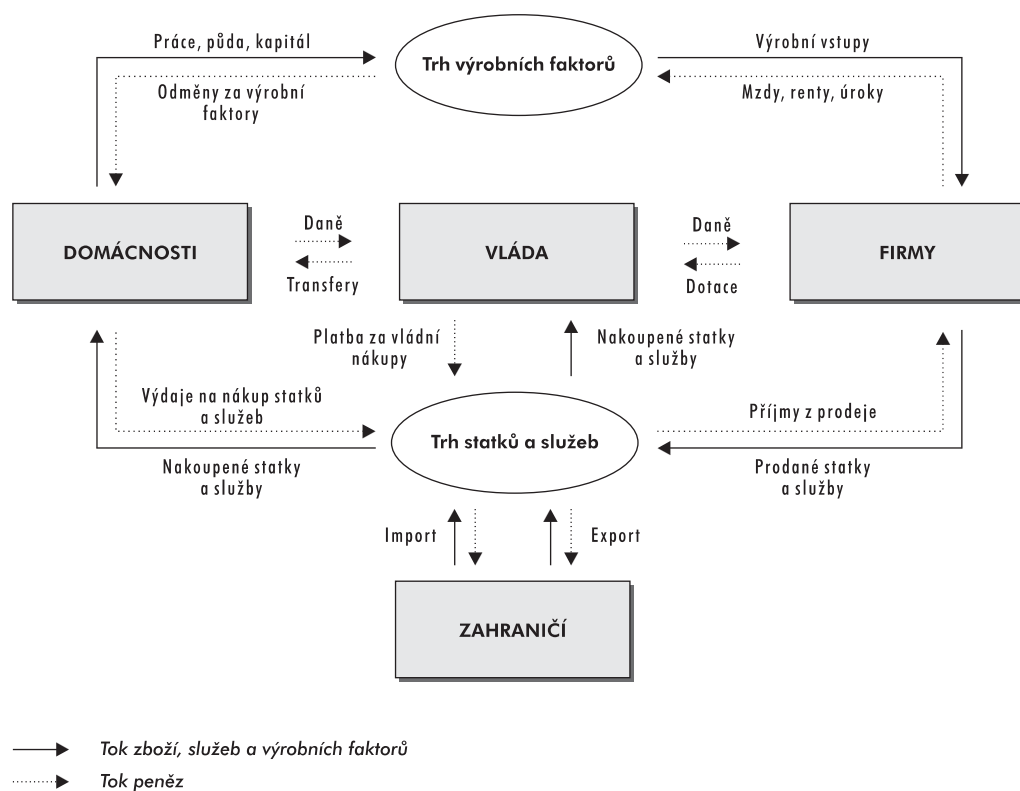 Práce, půda, kapitál
Trh výrobních faktorů
Výrobní vstupy
Odměny za výrobní
faktory
Mzdy, renty, úroky
DOMÁCNOSTI
Daně
Transfery
VLÁDA
Daně
Dotace
FIRMY
Platba za vládní
nákupy
Nakoupené statky
a služby
Výdaje na nákup statků
a služeb
Trh statků a služeb
Příjmy z prodeje
Nakoupené statky
a služby
Prodané statky
a služby
Import
Export
ZAHRANIČÍ
Tok zboží, služeb a výrobních faktorů
Tok peněz